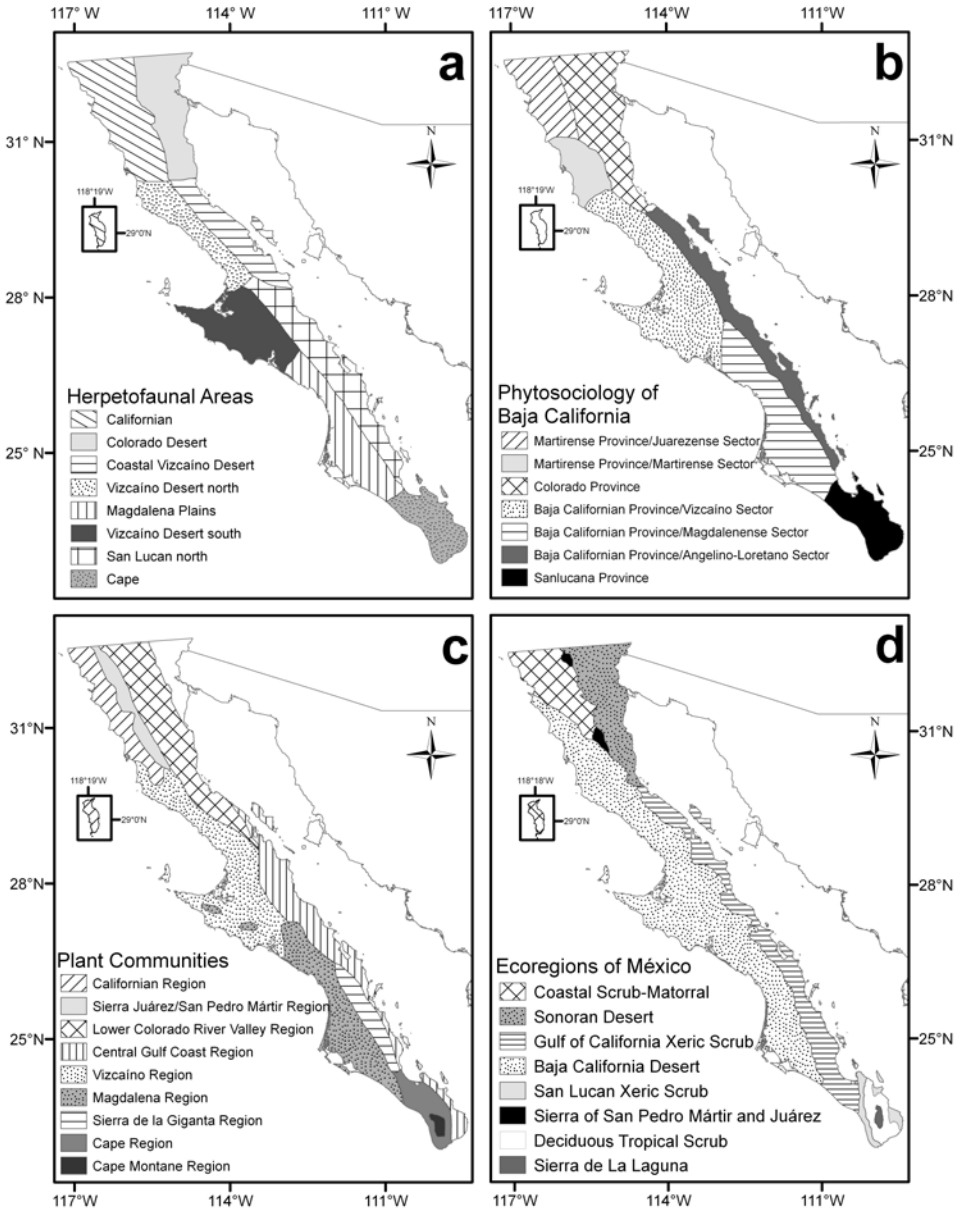 117°W
114°W
111°W
117°W
114°W
111°W
a
N
31° N
118°19'W
29°0'N
28° N
25° N
Herpetofaunal Areas
Californian
Colorado Desert
Coastal Vizcaíno Desert
Vizcaíno Desert north
Magdalena Plains
Vizcaíno Desert south
San Lucan north
Cape
b
N
31°N
118°19'W
29°0'N
28°N
25°N
Phytosociology of
Baja California
Martirense Province/Juarezense Sector
Martirense Province/Martirense Sector
Colorado Province
Baja Californian Province/Vizcaíno Sector
Baja Californian Province/Magdalenense Sector
Baja Californian Province/Angelino-Loretano Sector
Sanlucana Province
c
N
31°N
118°19'W
29°0'N
28°N
25°N
Plant Communities
Californian Region
Sierra Juárez/San Pedro Mártir Region
Lower Colorado River Valley Region
Central Gulf Coast Region
Vizcaíno Region
Magdalena Region
Sierra de la Giganta Region
Cape Region
Cape Montane Region
d
N
31°N
118°18'W
29°0'N
28°N
25°N
Ecoregions of México
Coastal Scrub-Matorral
Sonoran Desert
Gulf of California Xeric Scrub
Baja California Desert
San Lucan Xeric Scrub
Sierra of San Pedro Mártir and Juárez
Deciduous Tropical Scrub
Sierra de La Laguna
117°W
114°W
111°W
117°W
114°W
111°W